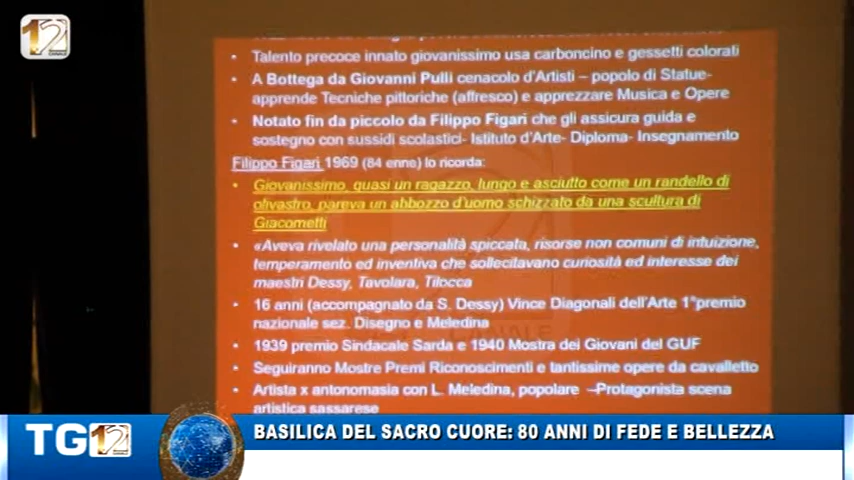 12
CANALE
• Talento precoce innato giovanissimo usa carboncino e gessetti colorati
• A Bottega da Giovanni Pulli cenacolo d'Artisti – popolo di Statue-
apprende Tecniche pittoriche (affresco) e apprezzare Musica e Opere
• Notato fin da piccolo da Filippo Figari che gli assicura guida e
sostegno con sussidi scolastici- Istituto d'Arte- Diploma- Insegnamento
Filippo Figari 1969 (84 enne) lo ricorda:
• Giovanissimo, quasi un ragazzo, lungo e asciutto come un randello di
olivastro, pareva un abbozzo d'uomo schizzato da una scultura di
Giacometti
• «Aveva rivelato una personalità spiccata, risorse non comuni di intuizione,
temperamento ed inventiva che sollecitavano curiosità ed interesse dei
maestri Dessy, Tavolara, Tilocca
• 16 anni (accompagnato da S. Dessy) Vince Diagonali dell'Arte 1°premio
nazionale sez. Disegno e Meledina
CANALE
• 1939 premio Sindacale Sarda e 1940 Mostra dei Giovani del GUF
• Seguiranno Mostre Premi Riconoscimenti e tantissime opere da cavalletto
• Artista x antonomasia con L. Meledina, popolare –Protagonista scena
artistica sassarese
TG 12
BASILICA DEL SACRO CUORE: 80 ANNI DI FEDE E BELLEZZA